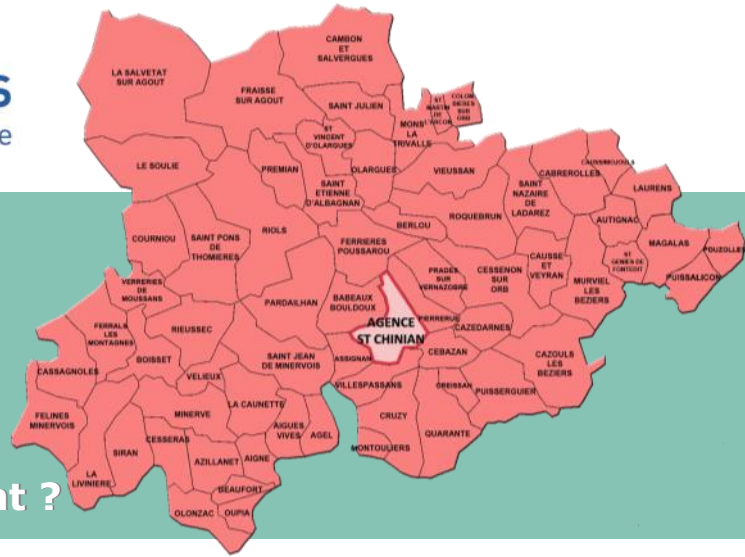 S
e
CAMBON
ET
SALVERGUES
LA SALVETAT
SUR AGOUT
FRAISSE
SUR AGOUT
SAINT JULIEN
ST
MARTIN
DE
L'ARCON
COLOM
BIERES
SUR
ORB
MONS
LA
TRIVALLE
ST
VINCENT
D'OLARGUES
LE SOULIE
PREMIAN
OLARGUES
VIEUSSAN
CABREROLLES
CAUSSINIOJOULS
SAINT
ETIENNE
D'ALBAGNAN
SAINT
NAZAIRE
DE
LADAREZ
LAURENS
COURNIOU
SAINT PONS
DE
THOMIERES
RIOLS
BERLOU
ROQUEBRUN
AUTIGNAC
FERRIERES
POUSSAROU
MAGALAS
POUZOLLES
ST
GENIES DE
FONTEDIT
PUISSALICON
CAUSSE
ET
VEYRAN
VERRERIES
DE
MOUSSANS
PRADES
SUR
VERNAZOBRE
CESSENON
SUR
ORB
MURVIEL
LES
BEZIERS
PARDAILHAN
BABEAUX
BOULDOUX
FERRALS
LES
MONTAGNES
RIEUSSEC
AGENCE
ST CHINIAN
PIERRERUE
CAZEDARNES
BOISSET
SAINT JEAN
DE MINERVOIS
ASSIGNAN
CEBAZAN
CAZOULS
LES
BEZIERS
CASSAGNOLES
VELIEUX
VILLESPASSANS
CREISSAN
PUISSERGUIER
FELINES
MINERVOIS
MINERVE
LA CAUNETTE
CRUZY
AIGUES
VIVES
AGEL
QUARANTE
CESSERAS
SIRAN
MONTOULIERS
AZILLANET
AIGNE
LA
LIVINIERE
BEAUFORT
nt ?
OLONZAC
OUPIA